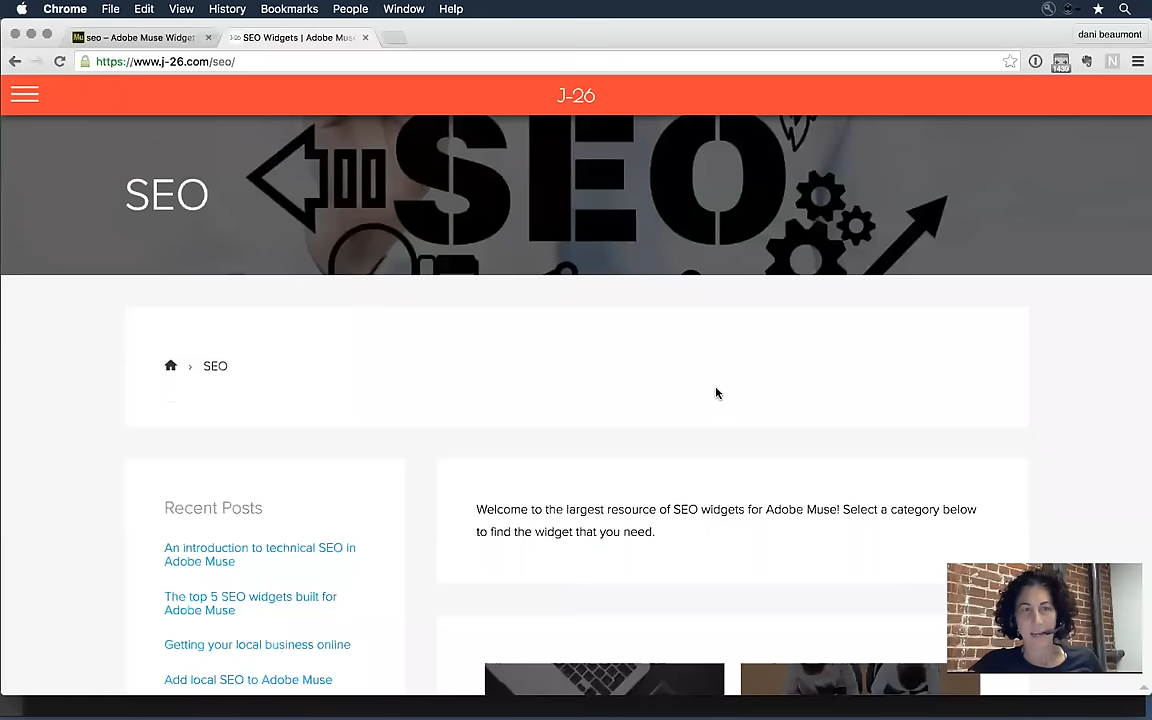 Chrome File Edit View History Bookmarks People Window Help
Mu seo – Adobe Muse Widget × J-26 SEO Widgets | Adobe Mus × dani beaumont
https://www.j-26.com/seo/
J-26
SEO
SEO
SEO
Recent Posts
An introduction to technical SEO in
Adobe Muse
The top 5 SEO widgets built for
Adobe Muse
Getting your local business online
Add local SEO to Adobe Muse
Welcome to the largest resource of SEO widgets for Adobe Muse! Select a category below
to find the widget that you need.